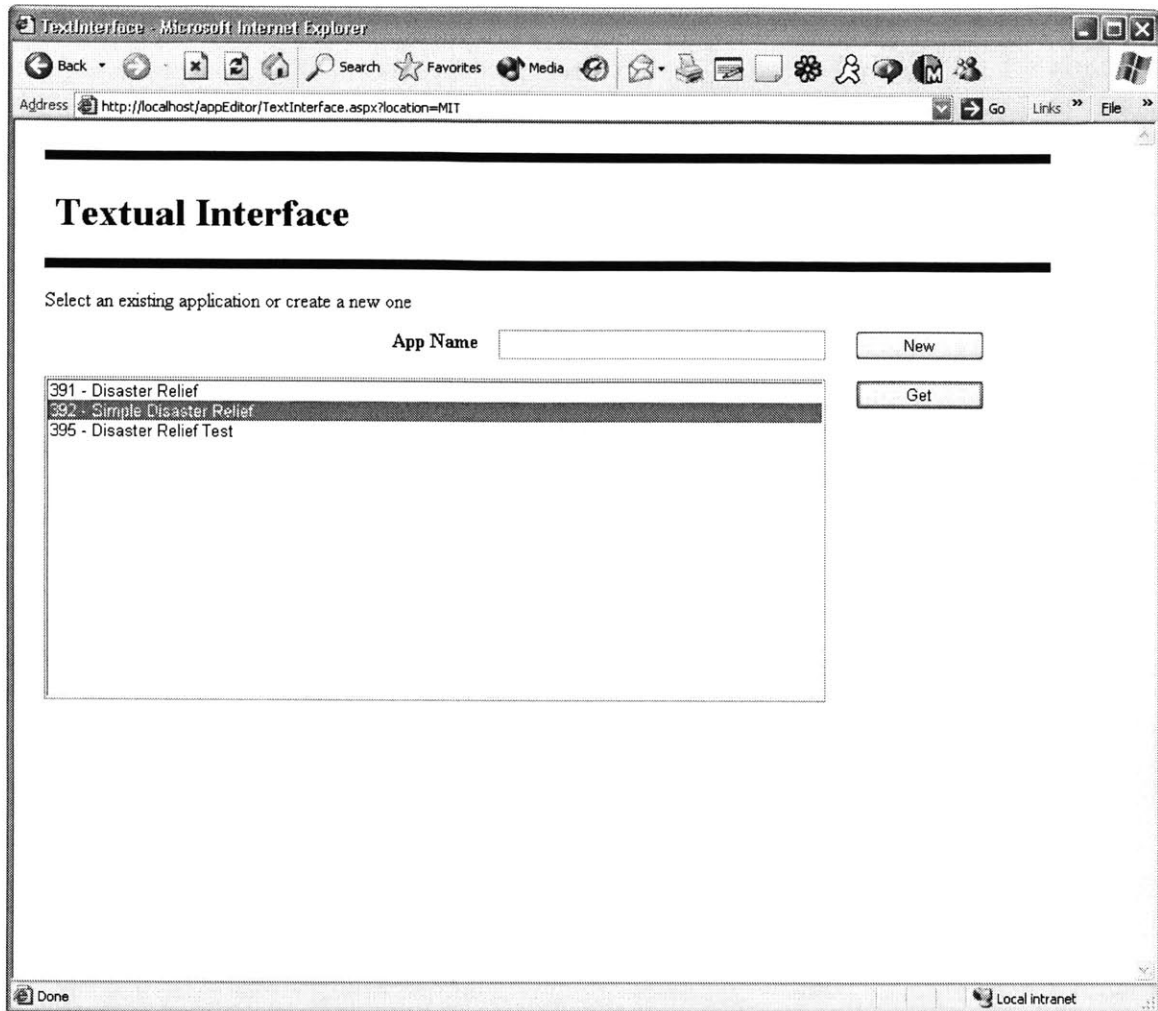 TextInterface - Microsoft Internet Explorer
Back Search Favorites Media
Address http://localhost/appEditor/TextInterface.aspx?location=MIT Go Links » File »
Textual Interface
Select an existing application or create a new one
App Name New
391 - Disaster Relief Get
392 - Simple Disaster Relief
395 - Disaster Relief Test
Done Local intranet